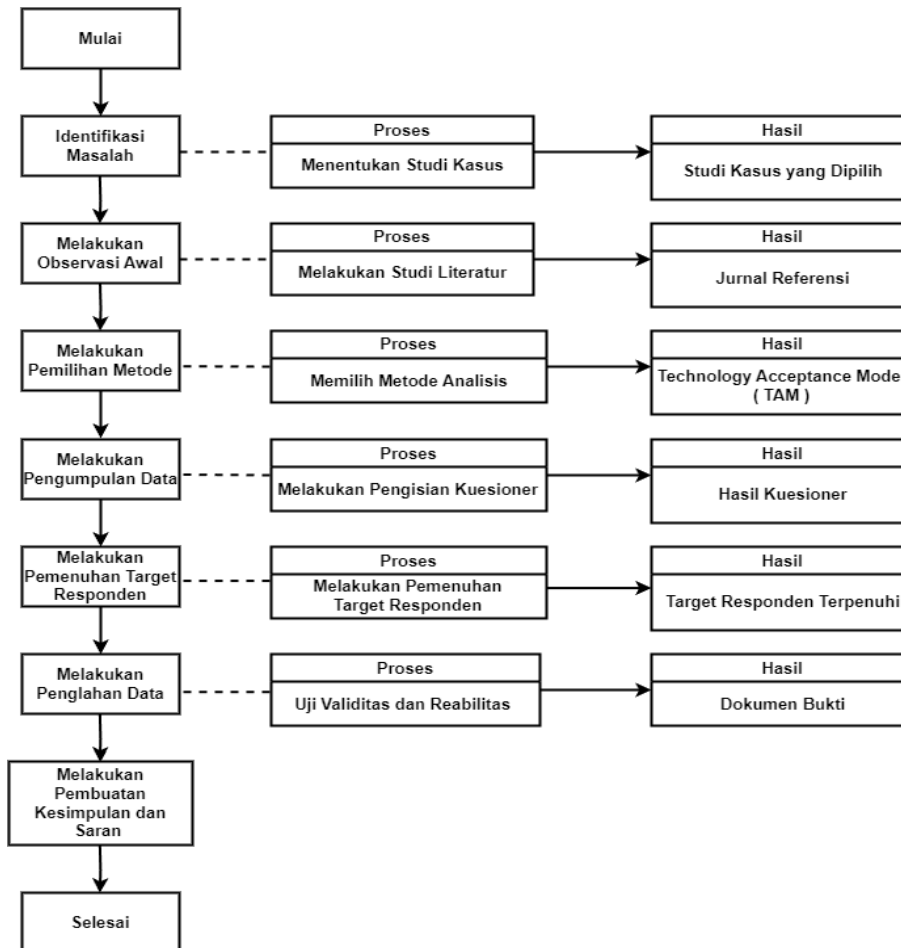 Mulai
Identifikasi
Masalah
Proses
Menentukan Studi Kasus
Hasil
Studi Kasus yang Dipilih
Melakukan
Observasi Awal
Proses
Melakukan Studi Literatur
Hasil
Jurnal Referensi
Melakukan
Pemilihan Metode
Proses
Memilih Metode Analisis
Hasil
Technology Acceptance Mode
( TAM )
Melakukan
Pengumpulan Data
Proses
Melakukan Pengisian Kuesioner
Hasil
Hasil Kuesioner
Melakukan
Pemenuhan Target
Responden
Proses
Melakukan Pemenuhan
Target Responden
Hasil
Target Responden Terpenuhi
Melakukan
Penglahan Data
Proses
Uji Validitas dan Reabilitas
Hasil
Dokumen Bukti
Melakukan
Pembuatan
Kesimpulan dan
Saran
Selesai